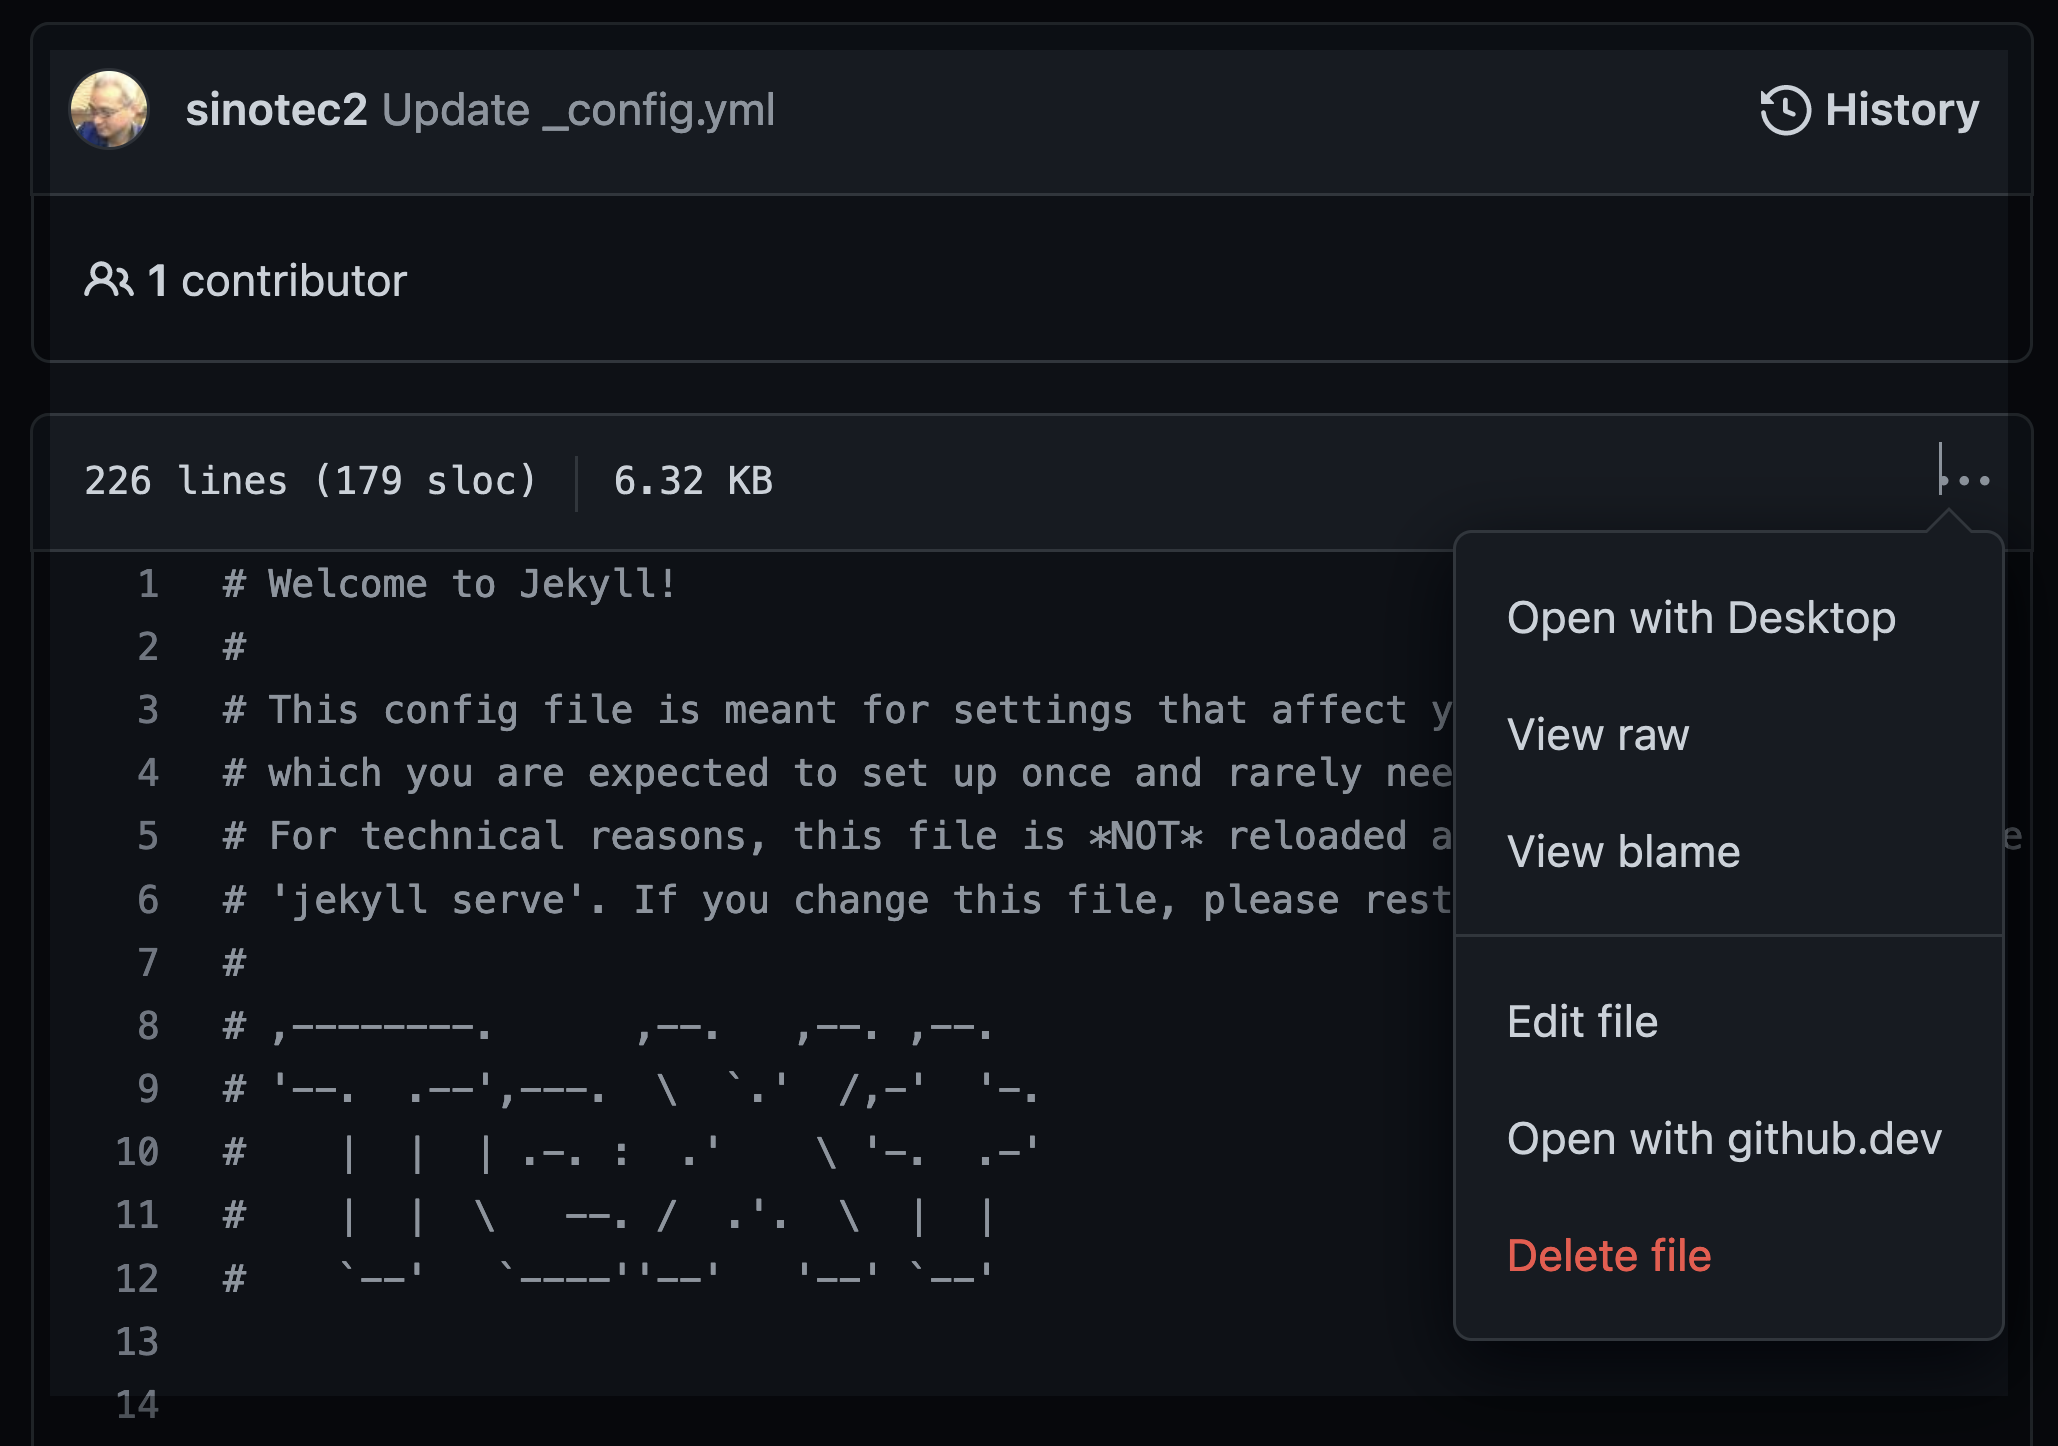 sinotec2 Update _config.yml
History
1 contributor
226 lines (179 sloc) 6.32 KB
...
Open with Desktop
View raw
View blame
Edit file
Open with github.dev
Delete file
1 # Welcome to Jekyll!
2 #
3 # This config file is meant for settings that affect y
4 # which you are expected to set up once and rarely nee
5 # For technical reasons, this file is *NOT* reloaded a e
6 # 'jekyll serve'. If you change this file, please rest
7 #
8 # ,--------.      ,--.   ,--. ,--.
9 # '--.  .--',---.  \  `.'  /,-'  '-.
10 #    |  |  | .-. :  .'    \ '-.  .-'
11 #    |  |  \   --. /  .'.  \  |  |
12 #    `--'   `----''--'   '--' `--'
13
14